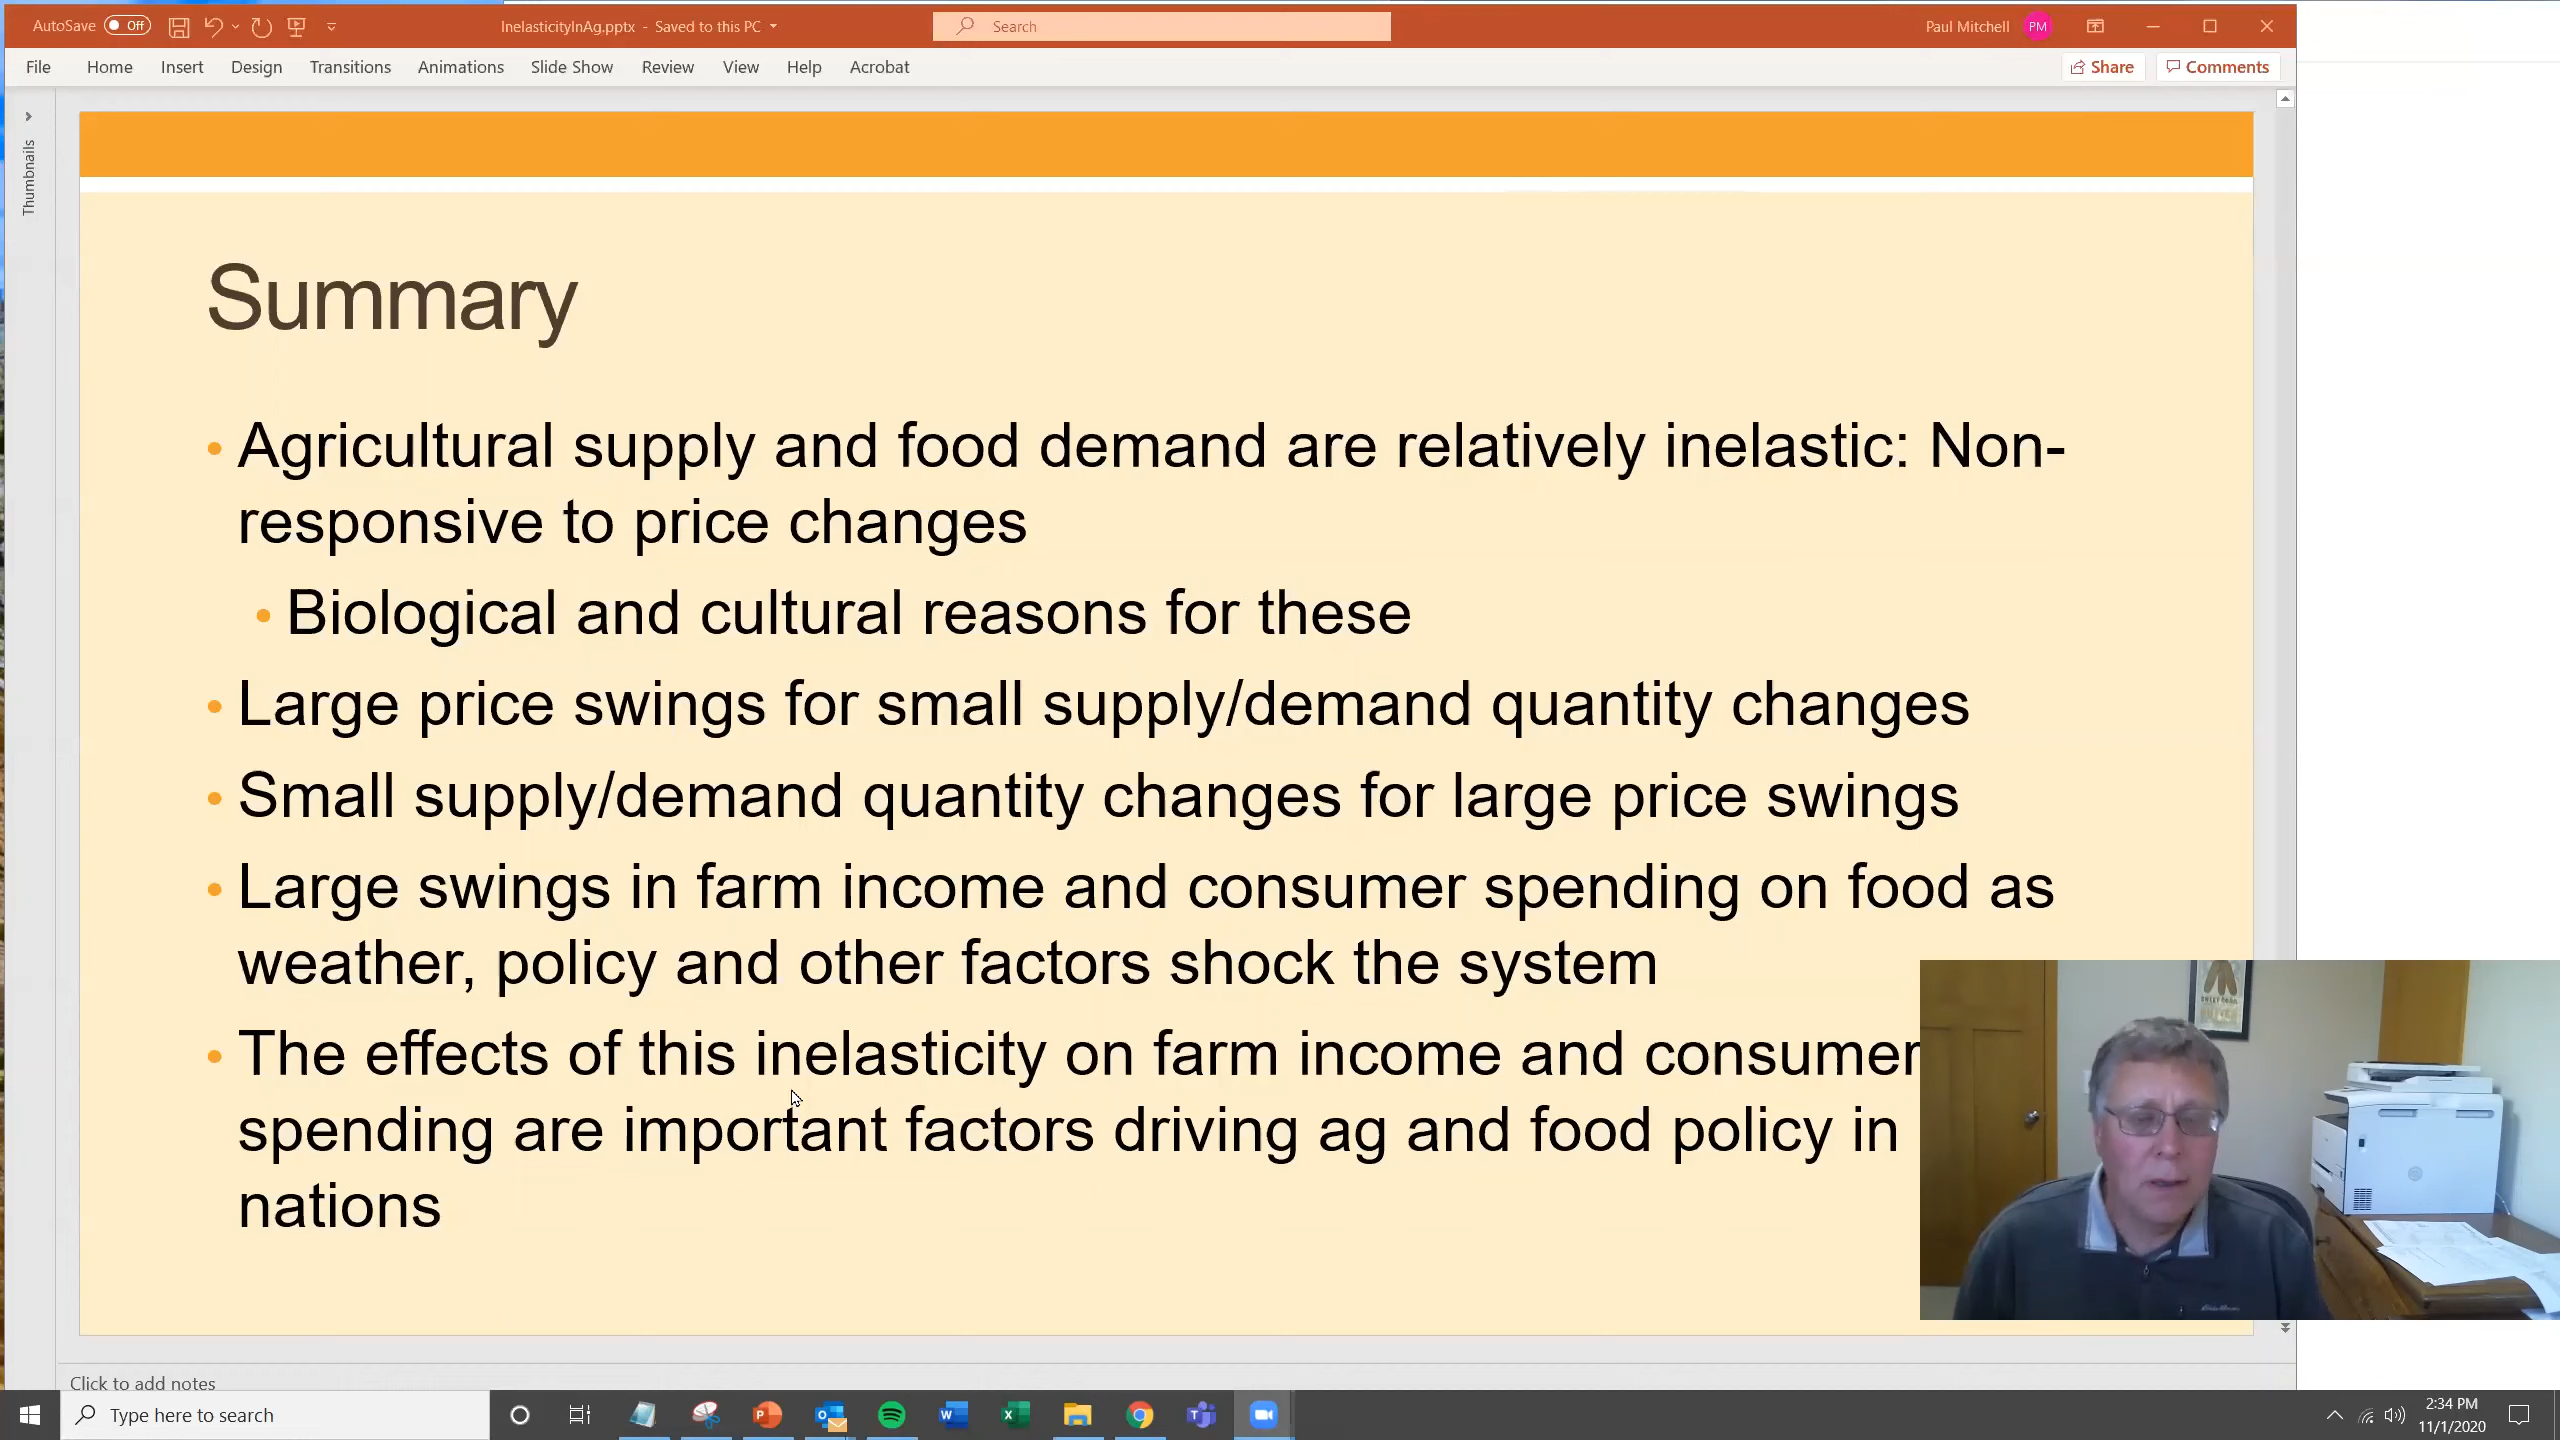 AutoSave Off InelasticityInAg.pptx - Saved to this PC Search Paul Mitchell PM
File Home Insert Design Transitions Animations Slide Show Review View Help Acrobat Share Comments
Thumbnails
Summary
• Agricultural supply and food demand are relatively inelastic: Non-
responsive to price changes
• Biological and cultural reasons for these
• Large price swings for small supply/demand quantity changes
• Small supply/demand quantity changes for large price swings
• Large swings in farm income and consumer spending on food as
weather, policy and other factors shock the system
• The effects of this inelasticity on farm income and consumer
spending are important factors driving ag and food policy in
nations
Click to add notes
Type here to search
2:34 PM
11/1/2020